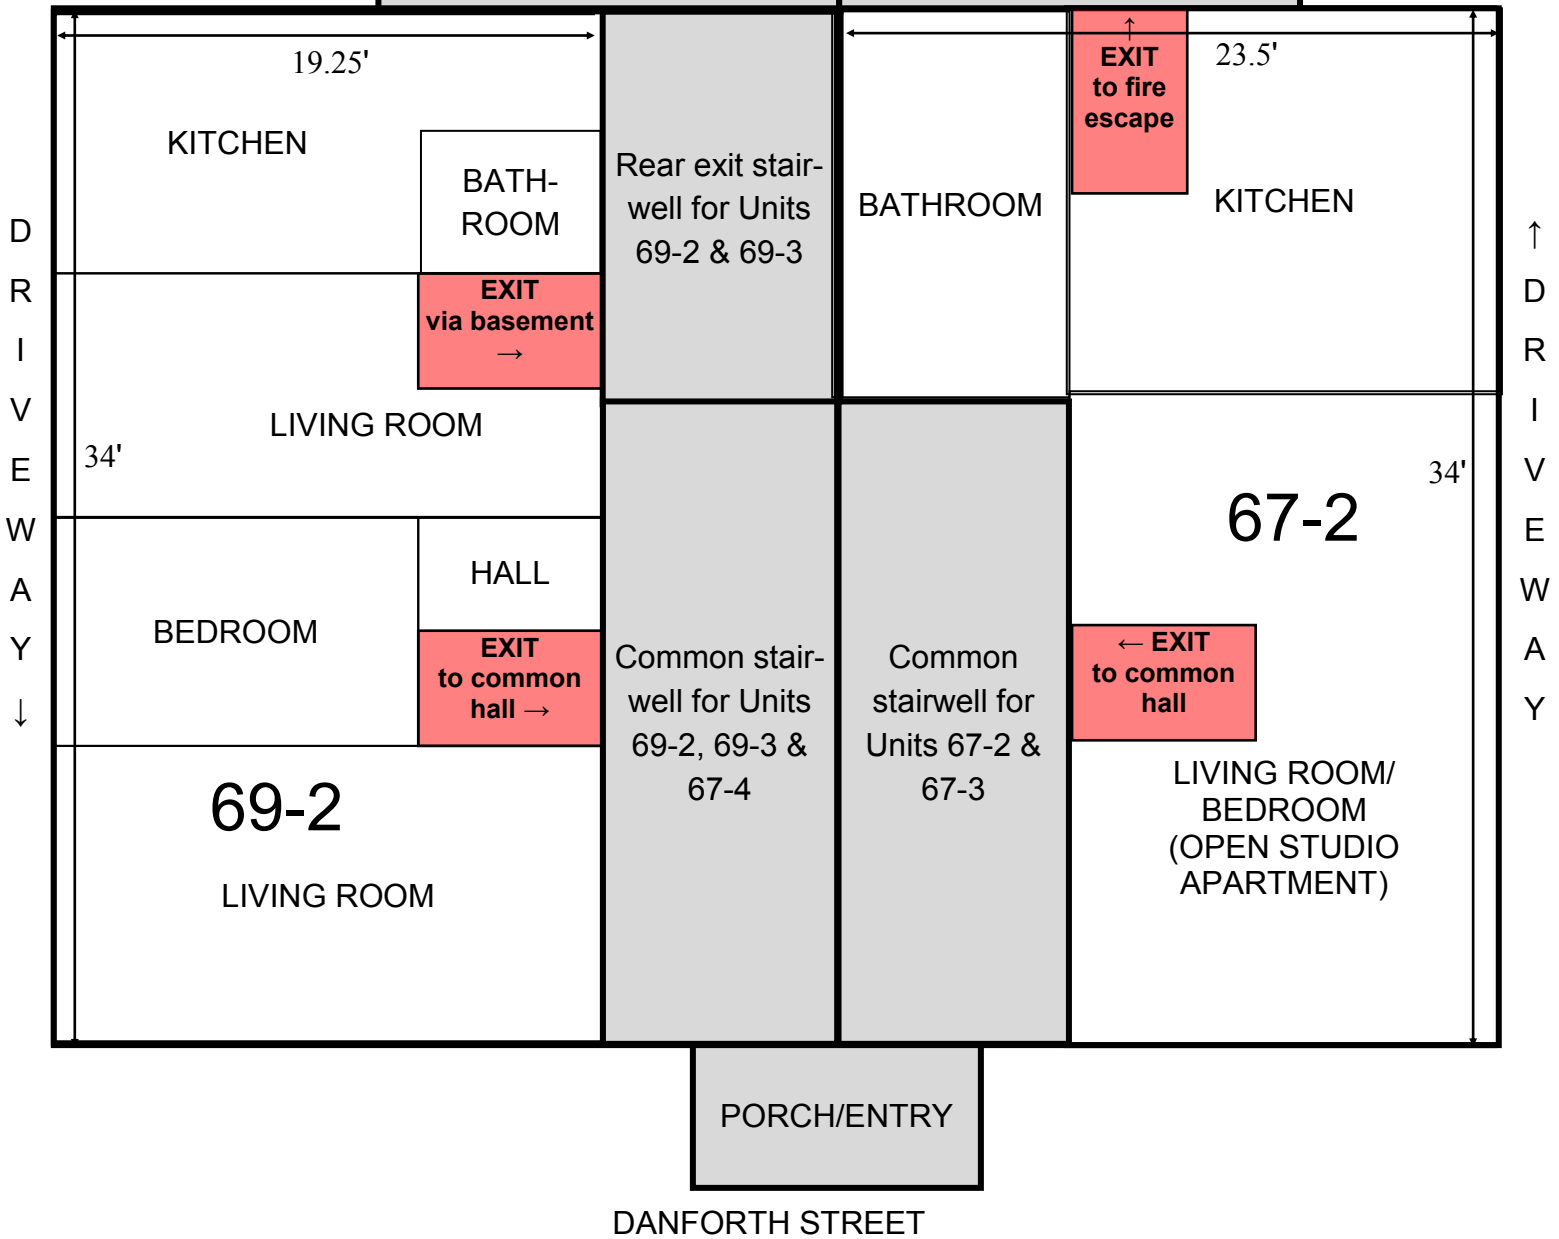 19.25'
KITCHEN
BATH-
ROOM
EXIT
via basement
→
LIVING ROOM
34'
HALL
BEDROOM
EXIT
to common
hall →
69-2
LIVING ROOM
D
R
I
V
E
W
A
Y
↓
Rear exit stair-
well for Units
69-2 & 69-3
Common stair-
well for Units
69-2, 69-3 &
67-4
Common
stairwell for
Units 67-2 &
67-3
BATHROOM
↑
EXIT
to fire
escape
23.5'
KITCHEN
34'
67-2
← EXIT
to common
hall
LIVING ROOM/
BEDROOM
(OPEN STUDIO
APARTMENT)
↑
D
R
I
V
E
W
A
Y
PORCH/ENTRY
DANFORTH STREET